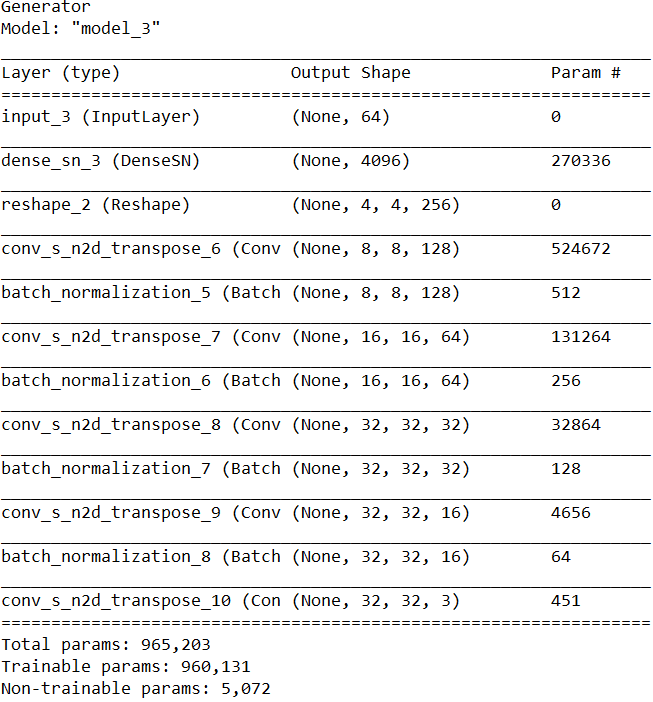 Generator
Model: "model_3"
_________________________________________________________________
Layer (type)                 Output Shape              Param #
=================================================================
input_3 (InputLayer)         (None, 64)                0
_________________________________________________________________
dense_sn_3 (DenseSN)         (None, 4096)              270336
_________________________________________________________________
reshape_2 (Reshape)          (None, 4, 4, 256)         0
_________________________________________________________________
conv_s_n2d_transpose_6 (Conv (None, 8, 8, 128)         524672
_________________________________________________________________
batch_normalization_5 (Batch (None, 8, 8, 128)         512
_________________________________________________________________
conv_s_n2d_transpose_7 (Conv (None, 16, 16, 64)        131264
_________________________________________________________________
batch_normalization_6 (Batch (None, 16, 16, 64)        256
_________________________________________________________________
conv_s_n2d_transpose_8 (Conv (None, 32, 32, 32)        32864
_________________________________________________________________
batch_normalization_7 (Batch (None, 32, 32, 32)        128
_________________________________________________________________
conv_s_n2d_transpose_9 (Conv (None, 32, 32, 16)        4656
_________________________________________________________________
batch_normalization_8 (Batch (None, 32, 32, 16)        64
_________________________________________________________________
conv_s_n2d_transpose_10 (Con (None, 32, 32, 3)         451
=================================================================
Total params: 965,203
Trainable params: 960,131
Non-trainable params: 5,072